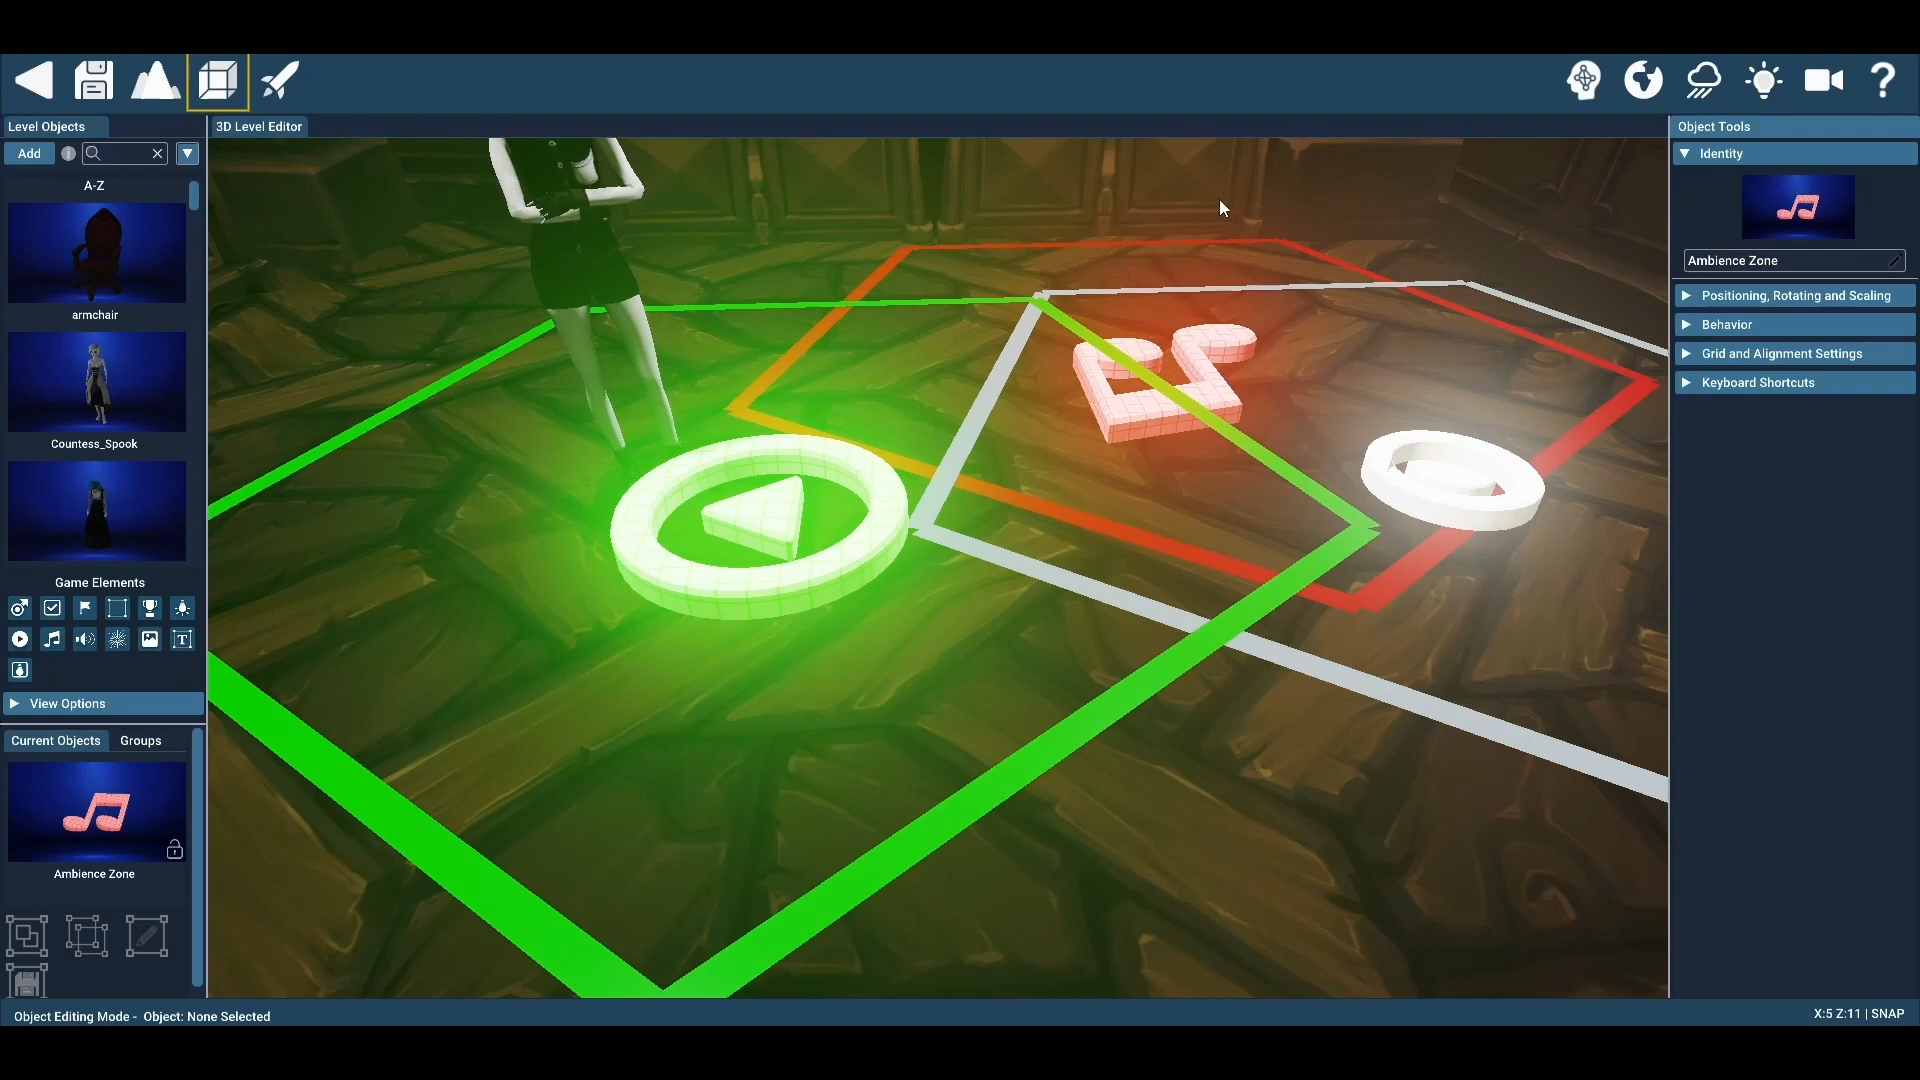 Level Objects
3D Level Editor
Object Tools
Add
Identity
A-Z
armchair
Countess_Spook
Game Elements
View Options
Current Objects Groups
Ambience Zone
Ambience Zone
Positioning, Rotating and Scaling
Behavior
Grid and Alignment Settings
Keyboard Shortcuts
Object Editing Mode - Object: None Selected
X:5 Z:11 | SNAP